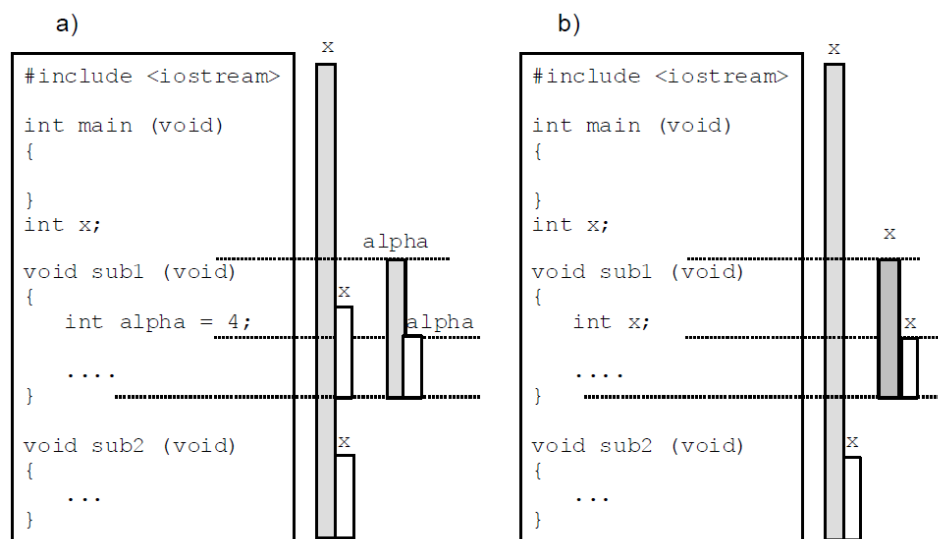 a)
x
#include <iostream>
int main (void)
{
}
int x;
alpha
void sub1 (void)
{
x
int alpha = 4;
alpha
....
}
void sub2 (void)
x
{
...
}
b)
x
#include <iostream>
int main (void)
{
}
int x;
x
void sub1 (void)
{
int x;
x
....
}
void sub2 (void)
x
{
...
}